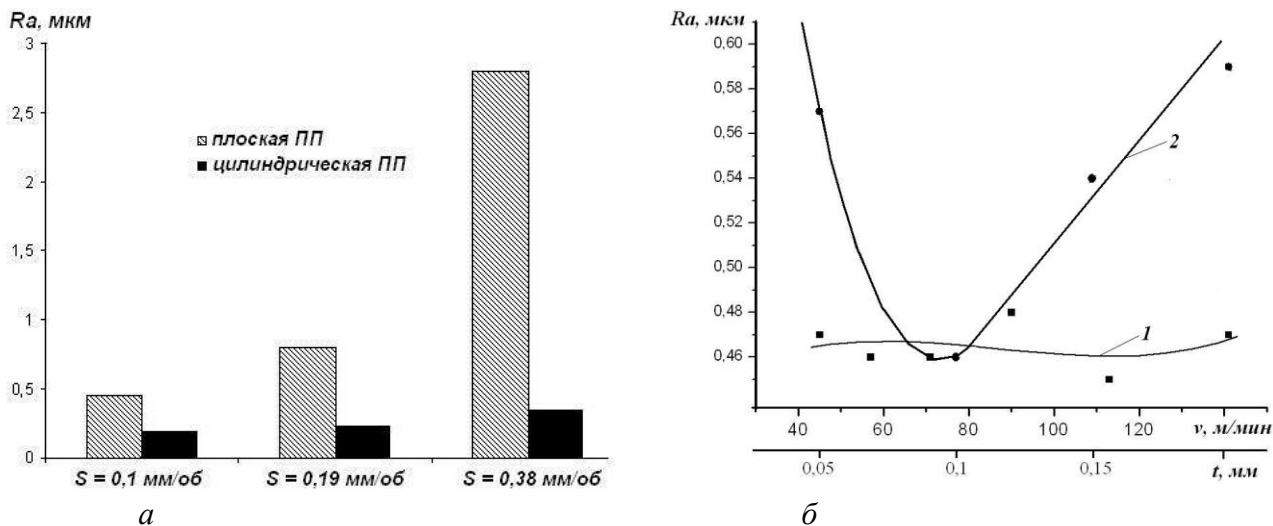 Ra, мкм
3
2,5
2
1,5
1
0,5
0
плоская ПП
цилиндрическая ПП
S = 0,1 мм/об
S = 0,19 мм/об
S = 0,38 мм/об
а
Ra, мкм
0,60
0,58
0,56
0,54
0,52
0,50
0,48
0,46
2
1
40
60
80
100
120
v, м/мин
0,05
0,1
0,15
t, мм
б